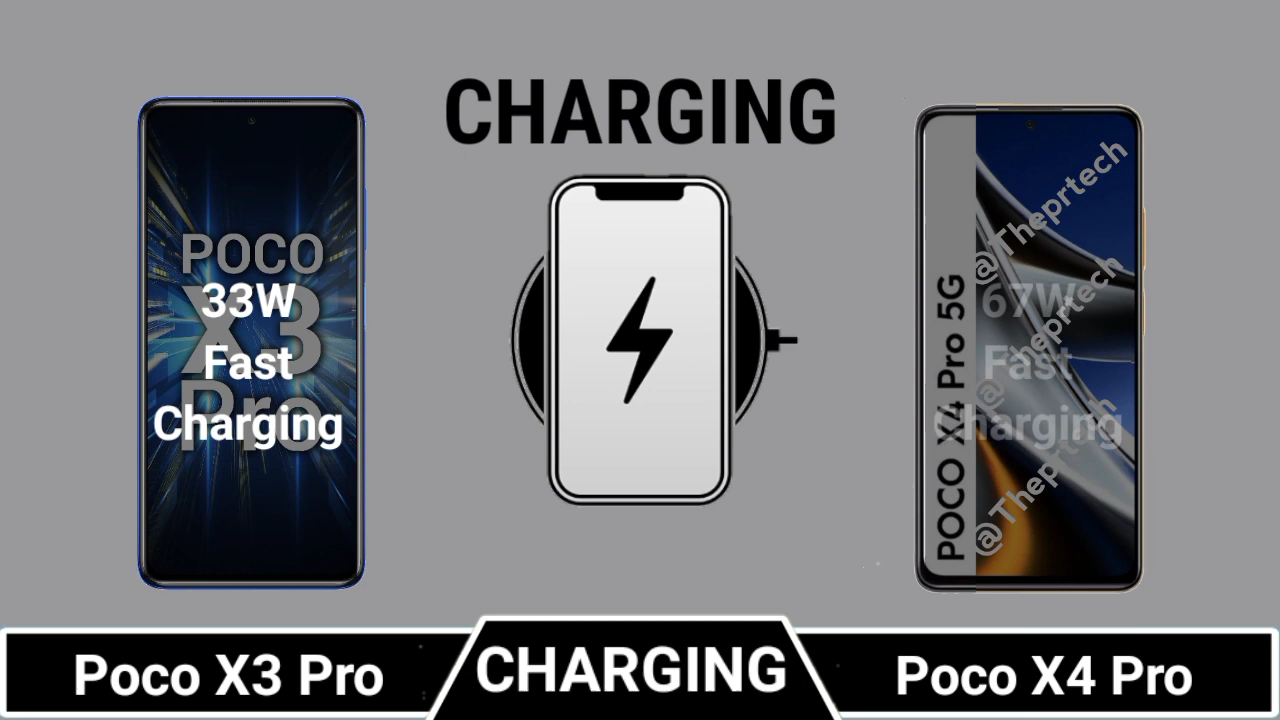 CHARGING
POCO
X3
Pro
33W
Fast
Charging
POCO X4 Pro 5G
67W
Fast
Charging
@Theprtech
@Theprtech
@Theprtech
Poco X3 Pro
CHARGING
Poco X4 Pro